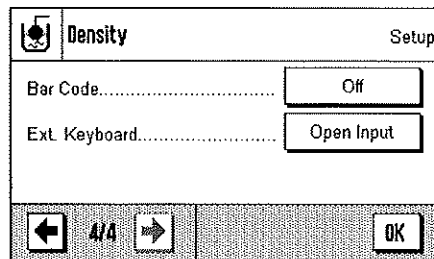 Density Setup
Bar Code............................... Off
Ext. Keyboard........................ Open Input
4/4 OK